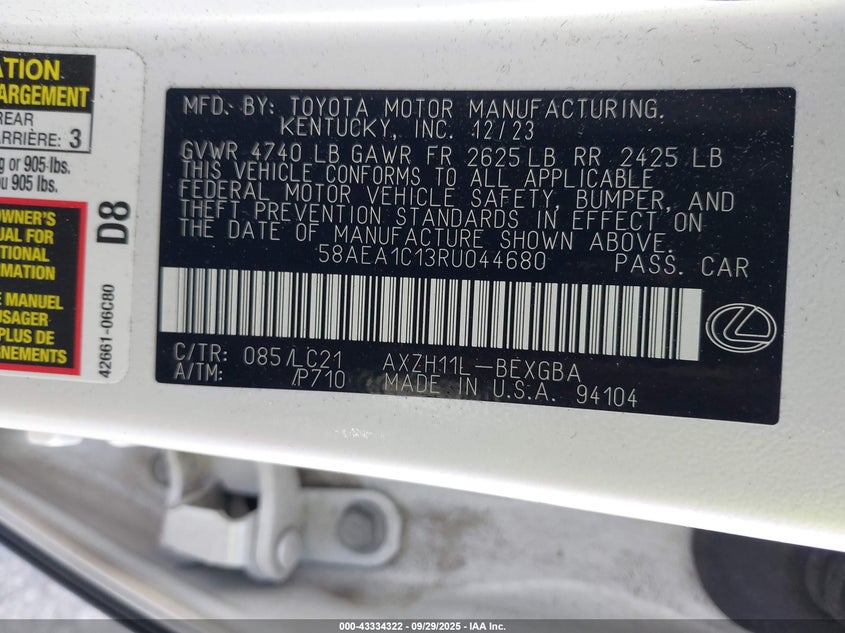 ATION
ARGEMENT
REAR
ARRIÈRE: 3
g or 905 lbs.
u 905 lbs.
OWNER'S
UAL FOR
TIONAL
RMATION
E MANUEL
USAGER
PLUS DE
GNEMENTS
D8
42661-06C80
MFD. BY: TOYOTA MOTOR MANUFACTURING,
KENTUCKY, INC. 12/23
GVWR 4740 LB GAWR FR 2625 LB RR 2425 LB
THIS VEHICLE CONFORMS TO ALL APPLICABLE
FEDERAL MOTOR VEHICLE SAFETY, BUMPER, AND
THEFT PREVENTION STANDARDS IN EFFECT ON
THE DATE OF MANUFACTURE SHOWN ABOVE.
58AEA1C13RU044680 PASS. CAR
C/TR: 085/LC21 AXZH11L-BEXGBA
A/TM: /P710 MADE IN U.S.A. 94104
000-43334322 | 09/29/2025 | IAA Inc.